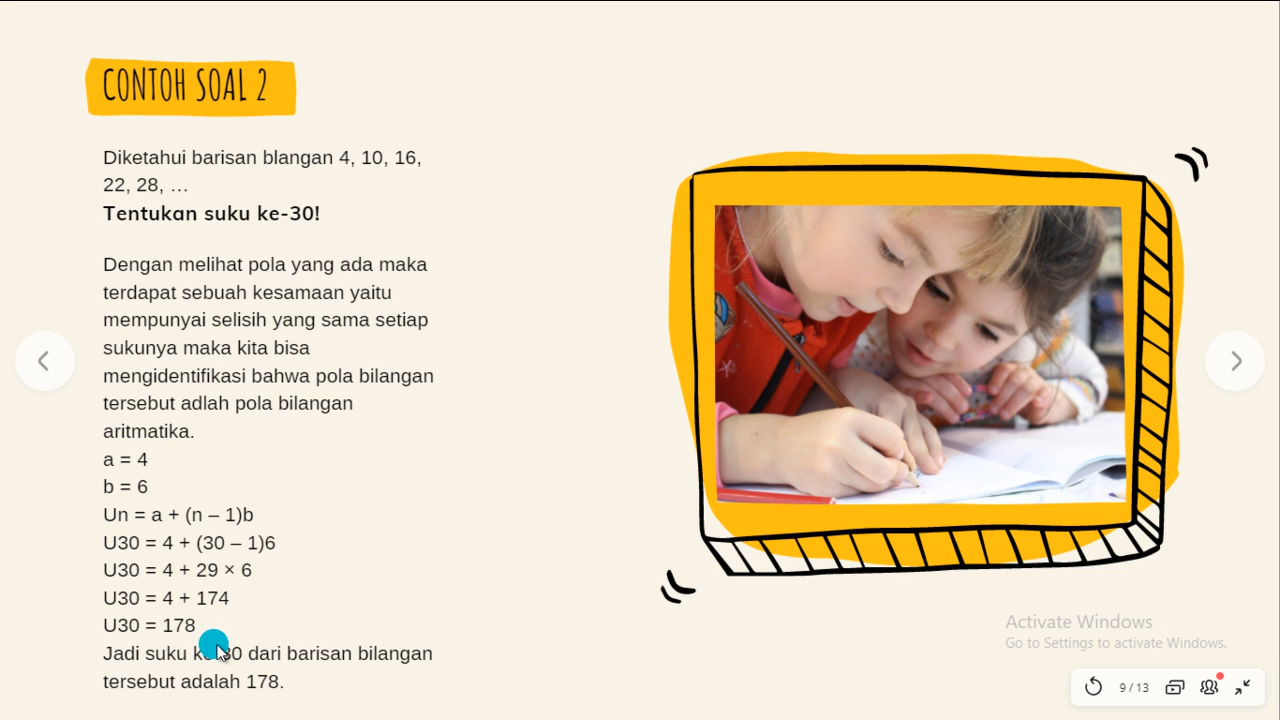 CONTOH SOAL 2
Diketahui barisan blangan 4, 10, 16,
22, 28, …
Tentukan suku ke-30!
Dengan melihat pola yang ada maka
terdapat sebuah kesamaan yaitu
mempunyai selisih yang sama setiap
sukunya maka kita bisa
mengidentifikasi bahwa pola bilangan
tersebut adlah pola bilangan
aritmatika.
a = 4
b = 6
Un = a + (n – 1)b
U30 = 4 + (30 – 1)6
U30 = 4 + 29 × 6
U30 = 4 + 174
U30 = 178
Jadi suku dari barisan bilangan
tersebut adalah 178.
Activate Windows
Go to Settings to activate Windows.
9 / 13